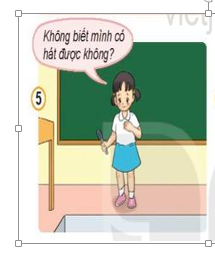 Không biết mình có
hát được không?
5